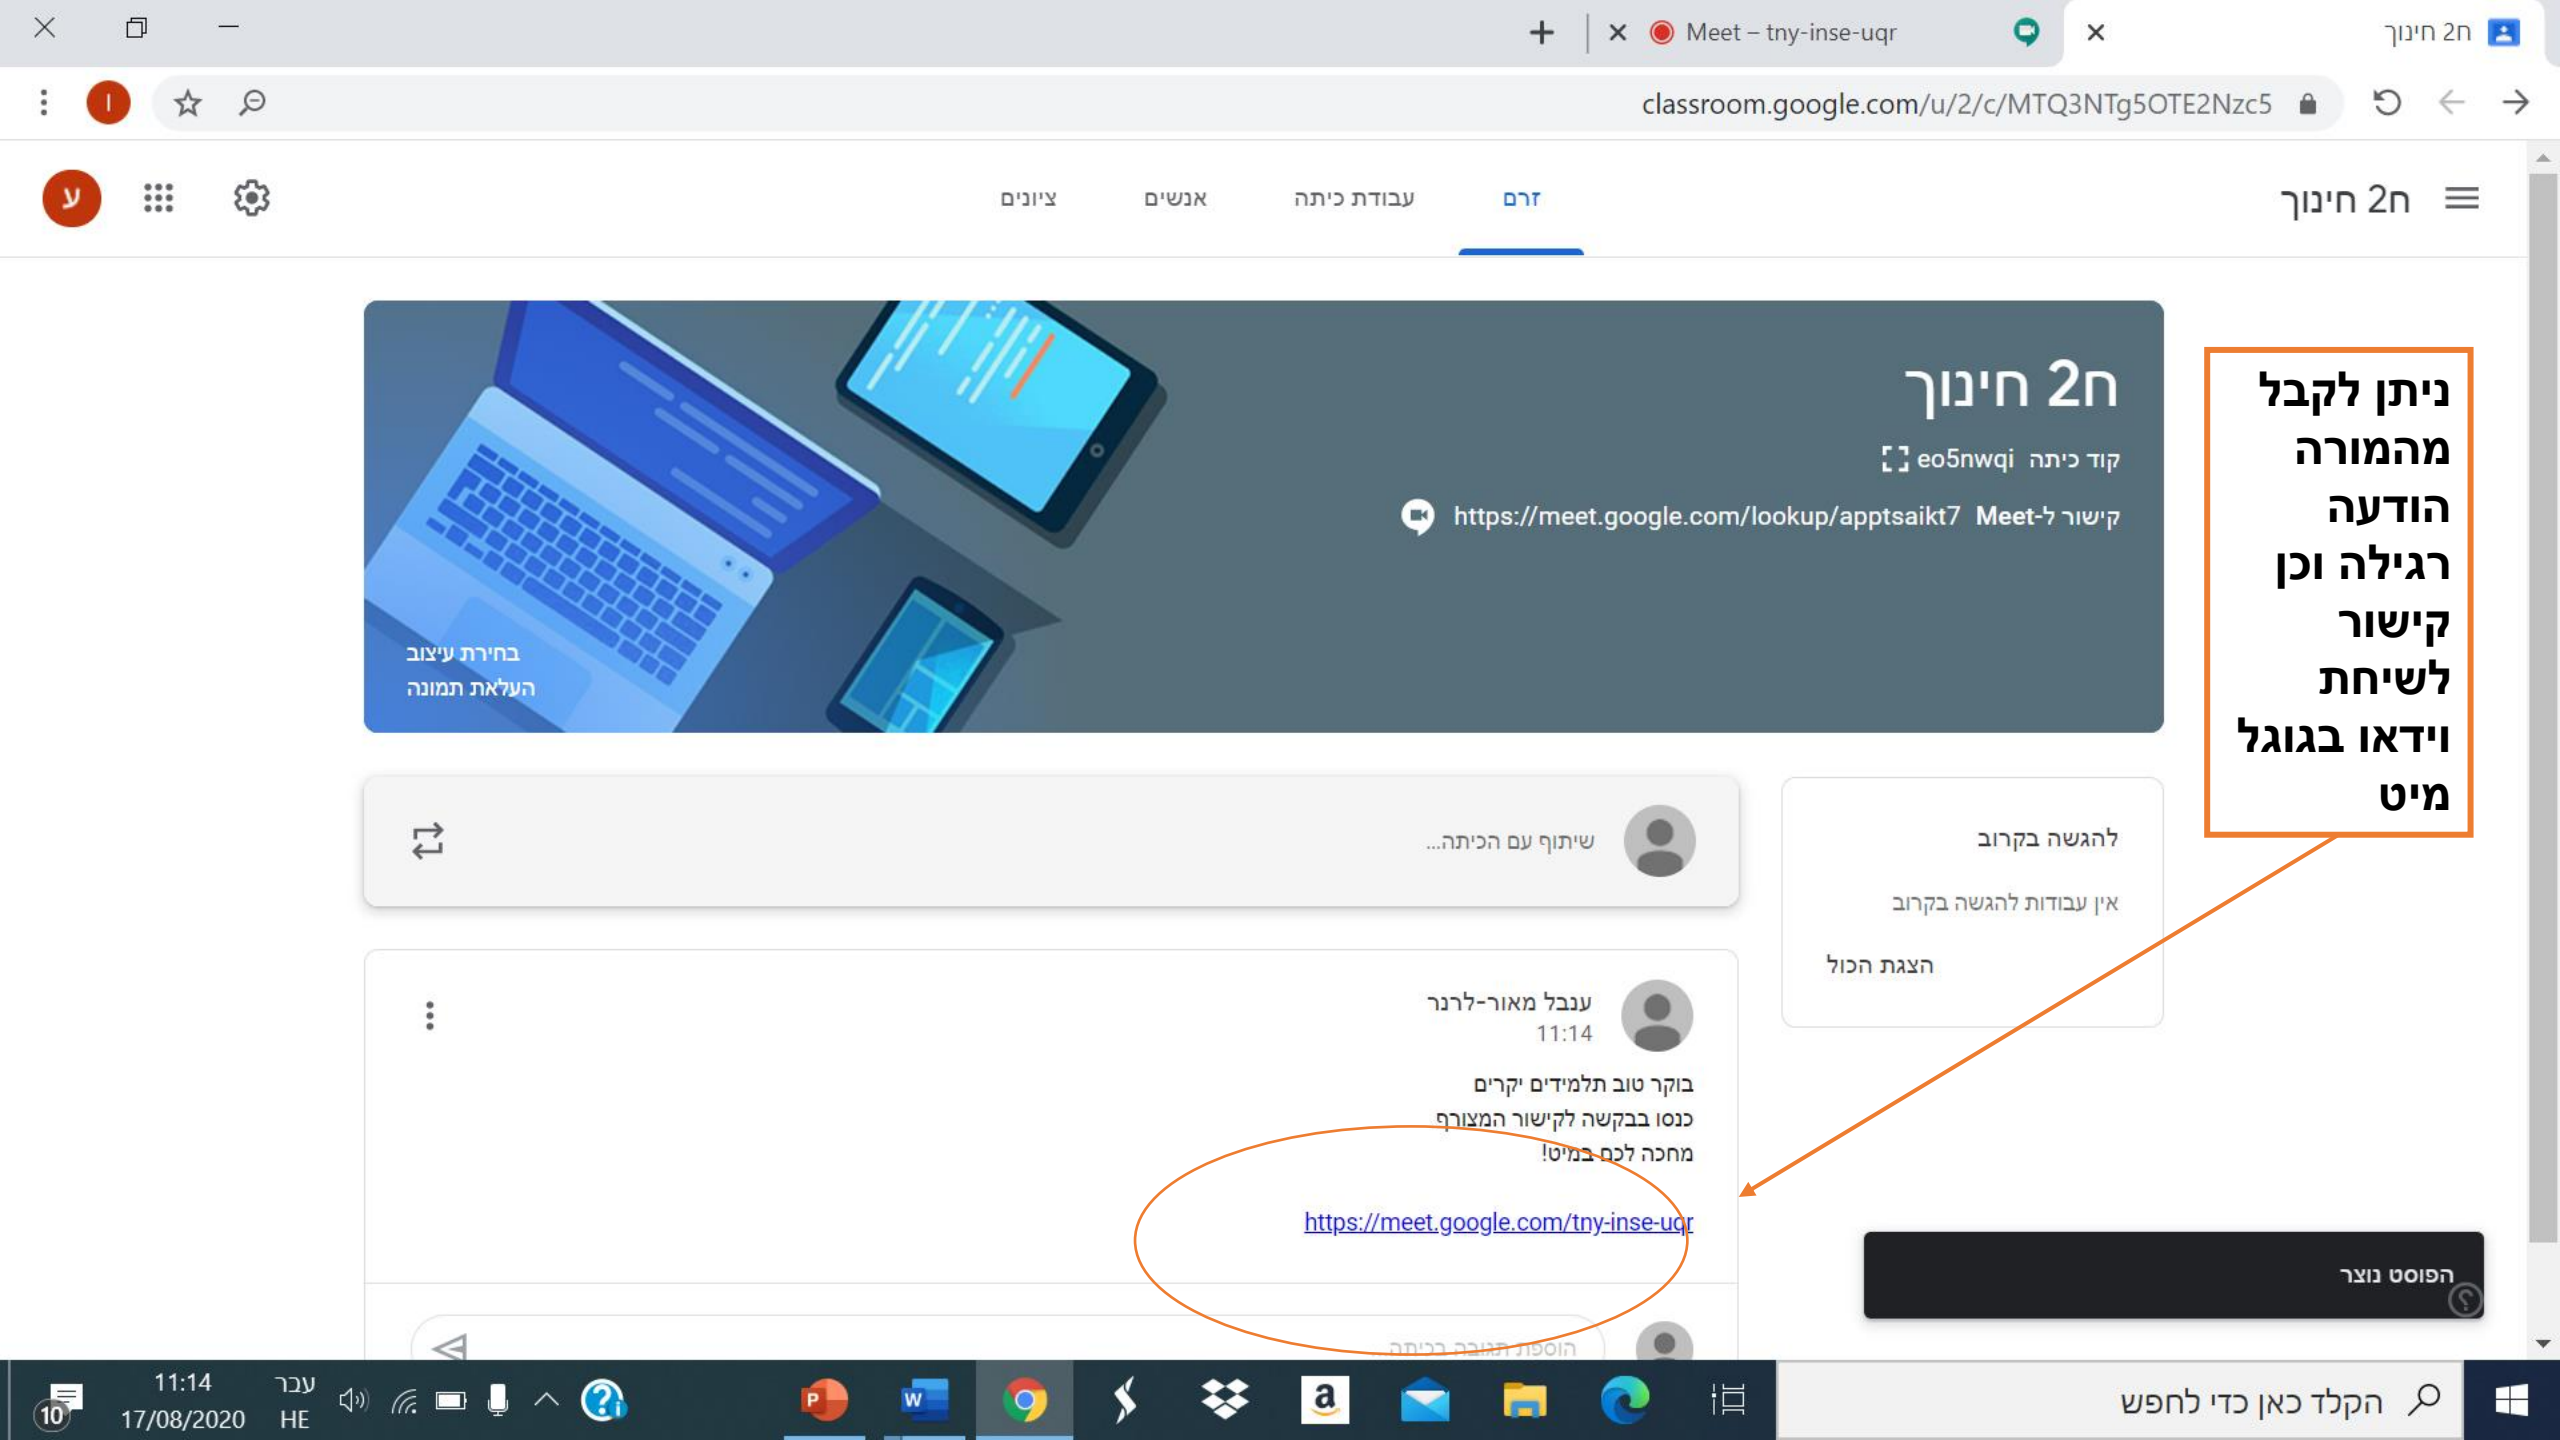 ח2 חינוך
Meet – tny-inse-uqr
classroom.google.com/u/2/c/MTQ3NTg5OTE2Nzc5
ח2 חינוך
זרם
עבודת כיתה
אנשים
ציונים
ע
ח2 חינוך
קוד כיתה eo5nwqi
קישור ל-Meet https://meet.google.com/lookup/apptsaikt7
בחירת עיצוב
העלאת תמונה
ניתן לקבל
מהמורה
הודעה
רגילה וכן
קישור
לשיחת
וידאו בגוגל
מיט
להגשה בקרוב
אין עבודות להגשה בקרוב
הצגת הכול
שיתוף עם הכיתה...
ענבל מאור-לרנר
11:14
בוקר טוב תלמידים יקרים
כנסו בבקשה לקישור המצורף
מחכה לכם במיט!
https://meet.google.com/tny-inse-uqr
הוספת תגובה בכיתה...
הפוסט נוצר
הקלד כאן כדי לחפש
עבר
HE
11:14
17/08/2020
10